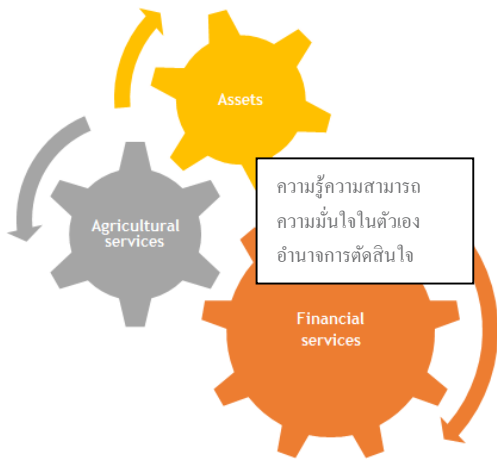 Assets
ความรู้ความสามารถ
ความมั่นใจในตัวเอง
อำนาจการตัดสินใจ
Agricultural
services
Financial
services